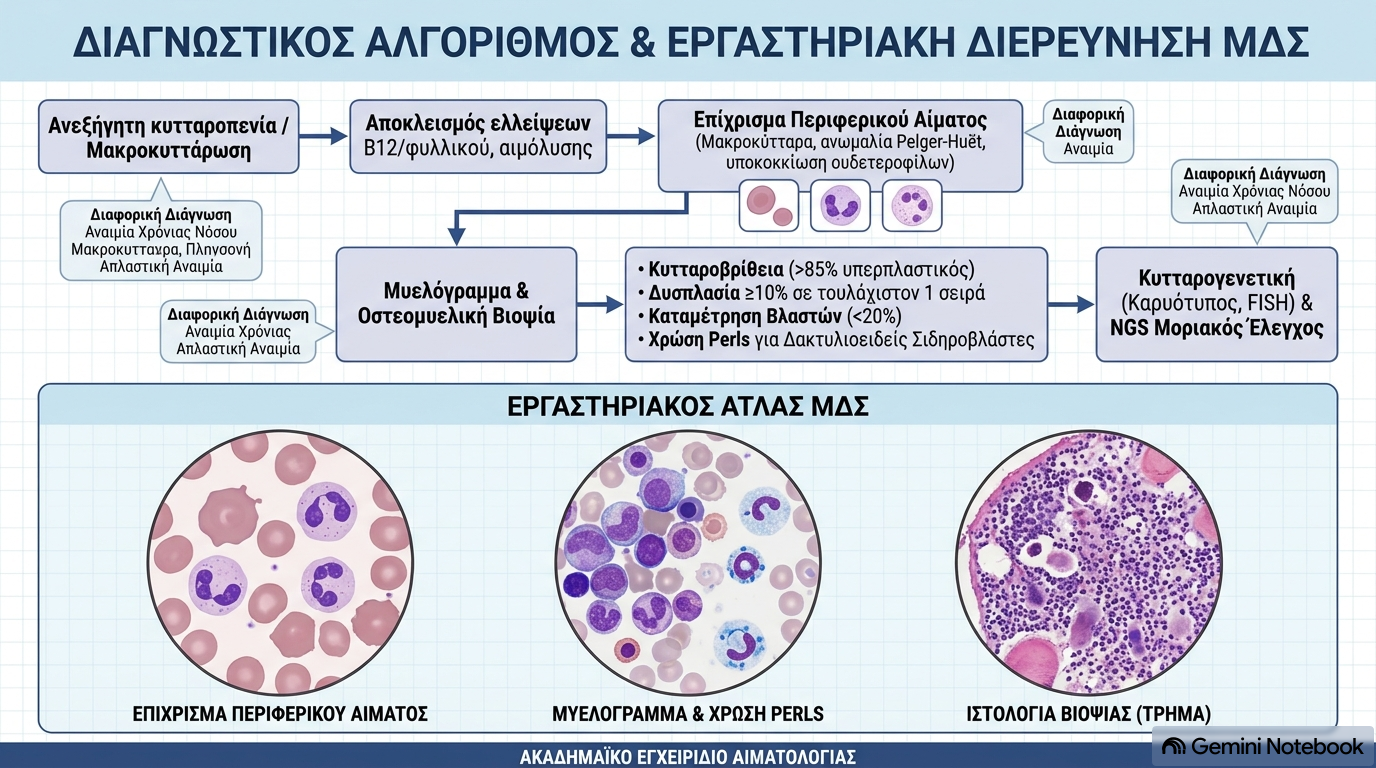 ΔΙΑΓΝΩΣΤΙΚΟΣ ΑΛΓΟΡΙΘΜΟΣ & ΕΡΓΑΣΤΗΡΙΑΚΗ ΔΙΕΡΕΥΝΗΣΗ ΜΔΣ
Ανεξήγητη κυτταροπενία /
Μακροκυττάρωση
Αποκλεισμός ελλείψεων
B12/φυλλικού, αιμόλυσης
Επίχρισμα Περιφερικού Αίματος
(Μακροκύτταρα, ανωμαλία Pelger-Huët,
υποκοκκίωση ουδετεροφίλων)
Διαφορική
Διάγνωση
Αναιμία
Διαφορική Διάγνωση
Αναιμία Χρόνιας Νόσου
Απλαστική Αναιμία
Διαφορική Διάγνωση
Αναιμία Χρόνιας Νόσου
Απλαστική Αναιμία
Μυελόγραμμα &
Οστεομυελική Βιοψία
Διαφορική Διάγνωση
Αναιμία Χρόνιας
Απλαστική Αναιμία
• Κυτταροβρίθεια (>85% υπερπλαστικός)
• Δυσπλασία ≥10% σε τουλάχιστον 1 σειρά
• Καταμέτρηση Βλαστών (<20%)
• Χρώση Perls για Δακτυλιοειδείς Σιδηροβλάστες
Κυτταρογενετική
(Καρυότυπος, FISH) &
NGS Μοριακός Έλεγχος
ΕΡΓΑΣΤΗΡΙΑΚΟΣ ΑΤΛΑΣ ΜΔΣ
ΕΠΙΧΡΙΣΜΑ ΠΕΡΙΦΕΡΙΚΟΥ ΑΙΜΑΤΟΣ
ΜΥΕΛΟΓΡΑΜΜΑ & ΧΡΩΣΗ PERLS
ΙΣΤΟΛΟΓΙΑ ΒΙΟΨΙΑΣ (ΤΡΗΜΑ)
ΑΚΑΔΗΜΑΪΚΟ ΕΓΧΕΙΡΙΔΙΟ ΑΙΜΑΤΟΛΟΓΙΑΣ
Gemini Notebook